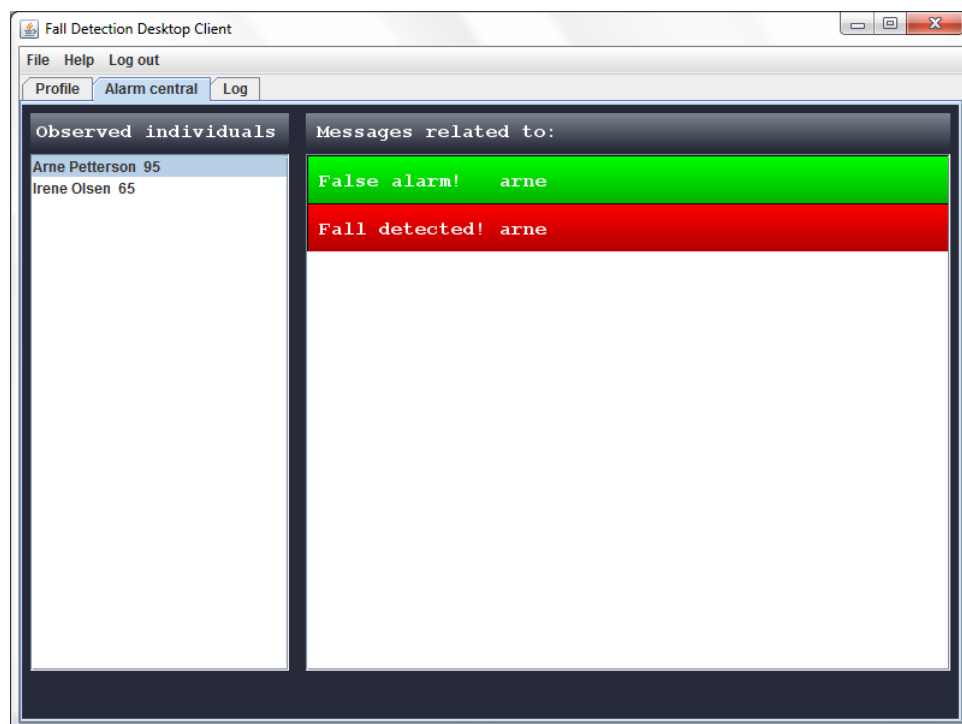 Fall Detection Desktop Client
File Help Log out
Profile Alarm central Log
Observed individuals
Arne Petterson 95
Irene Olsen 65
Messages related to:
False alarm! arne
Fall detected! arne